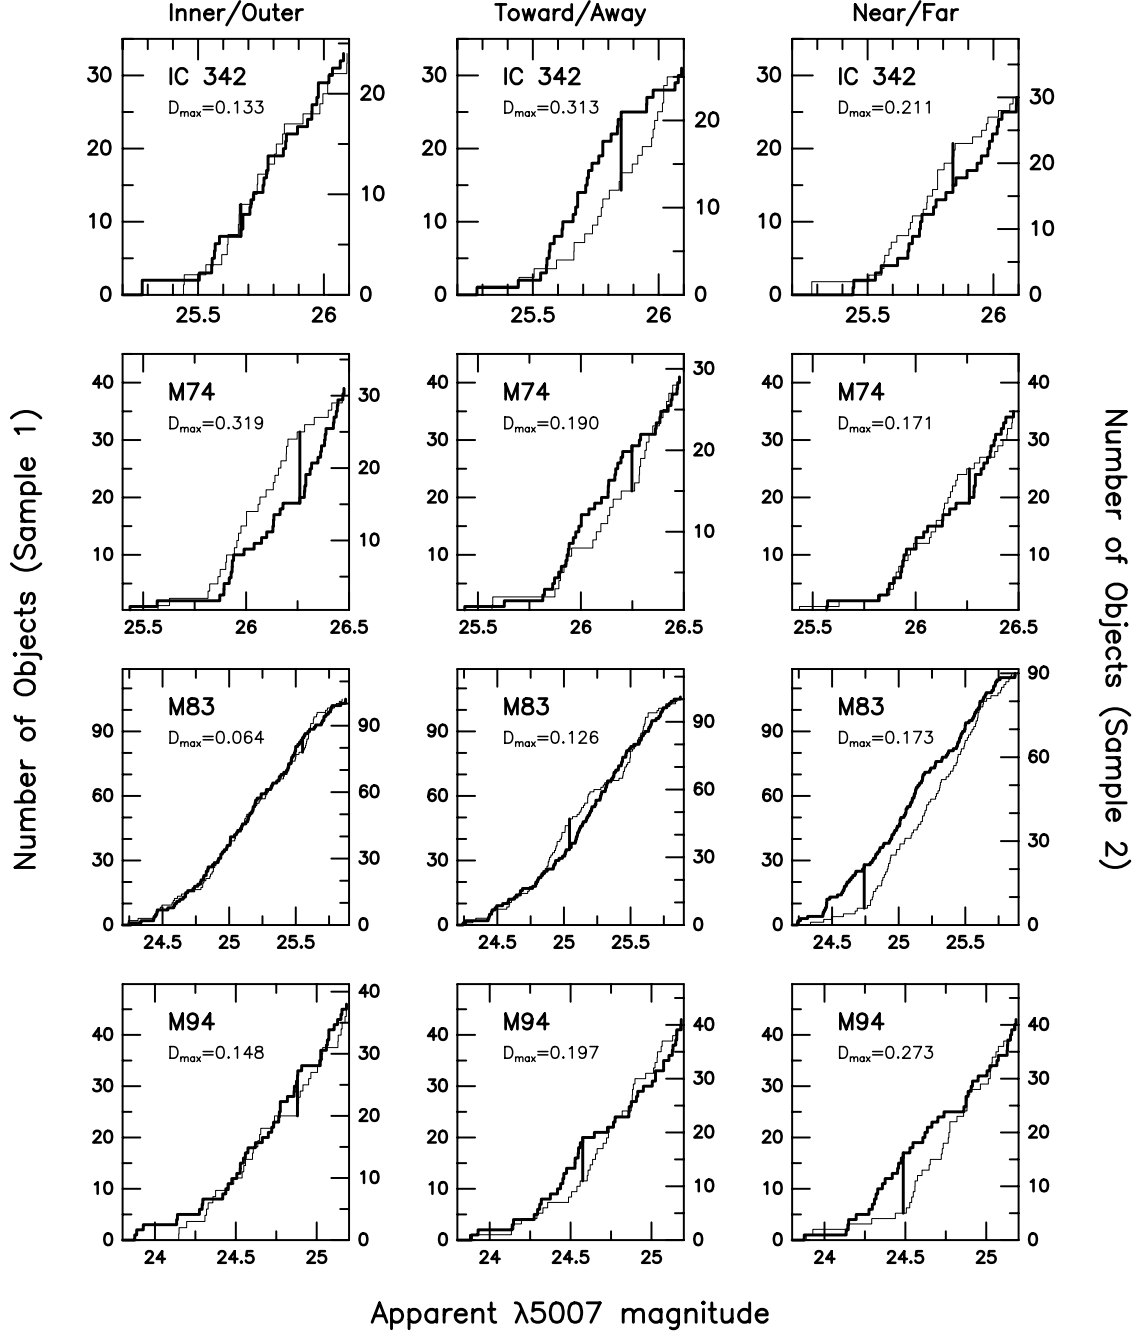 Inner/Outer Toward/Away Near/Far
IC 342 IC 342 IC 342
Dmax=0.133 Dmax=0.313 Dmax=0.211
30 20 10 0 20 10 0 30 20 10 0 20 10 0 30 20 10 0 30 20 10 0
25.5 26 25.5 26 25.5 26
M74 M74 M74
Dmax=0.319 Dmax=0.190 Dmax=0.171
40 30 20 10 30 20 10 40 30 20 10 30 20 10 40 30 20 10 40 30 20 10
25.5 26 26.5 25.5 26 26.5 25.5 26 26.5
M83 M83 M83
Dmax=0.064 Dmax=0.126 Dmax=0.173
90 60 30 0 90 60 30 0 90 60 30 0 90 60 30 0 90 60 30 0 90 60 30 0
24.5 25 25.5 24.5 25 25.5 24.5 25 25.5
M94 M94 M94
Dmax=0.148 Dmax=0.197 Dmax=0.273
40 30 20 10 0 40 30 20 10 0 40 30 20 10 0 40 30 20 10 0 40 30 20 10 0 40 30 20 10 0
24 24.5 25 24 24.5 25 24 24.5 25
Apparent λ5007 magnitude
Number of Objects (Sample 1)
Number of Objects (Sample 2)